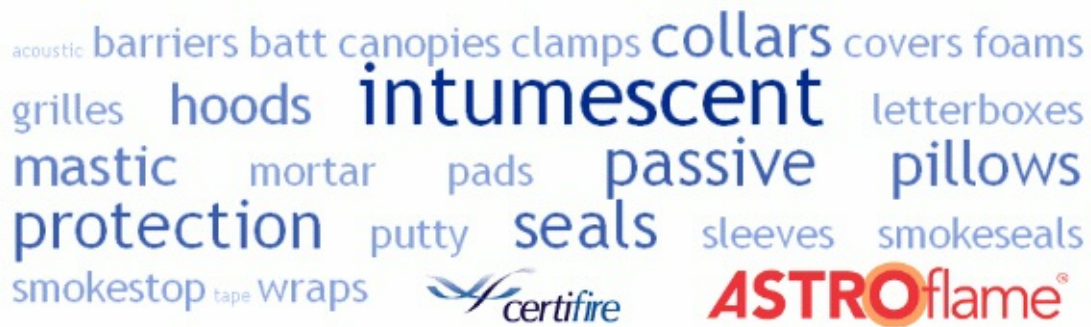 acoustic barriers batt canopies clamps collars covers foams
grilles hoods intumescent letterboxes
mastic mortar pads passive pillows
protection putty seals sleeves smokeseals
smokestop tape wraps certifire ASTROflame®